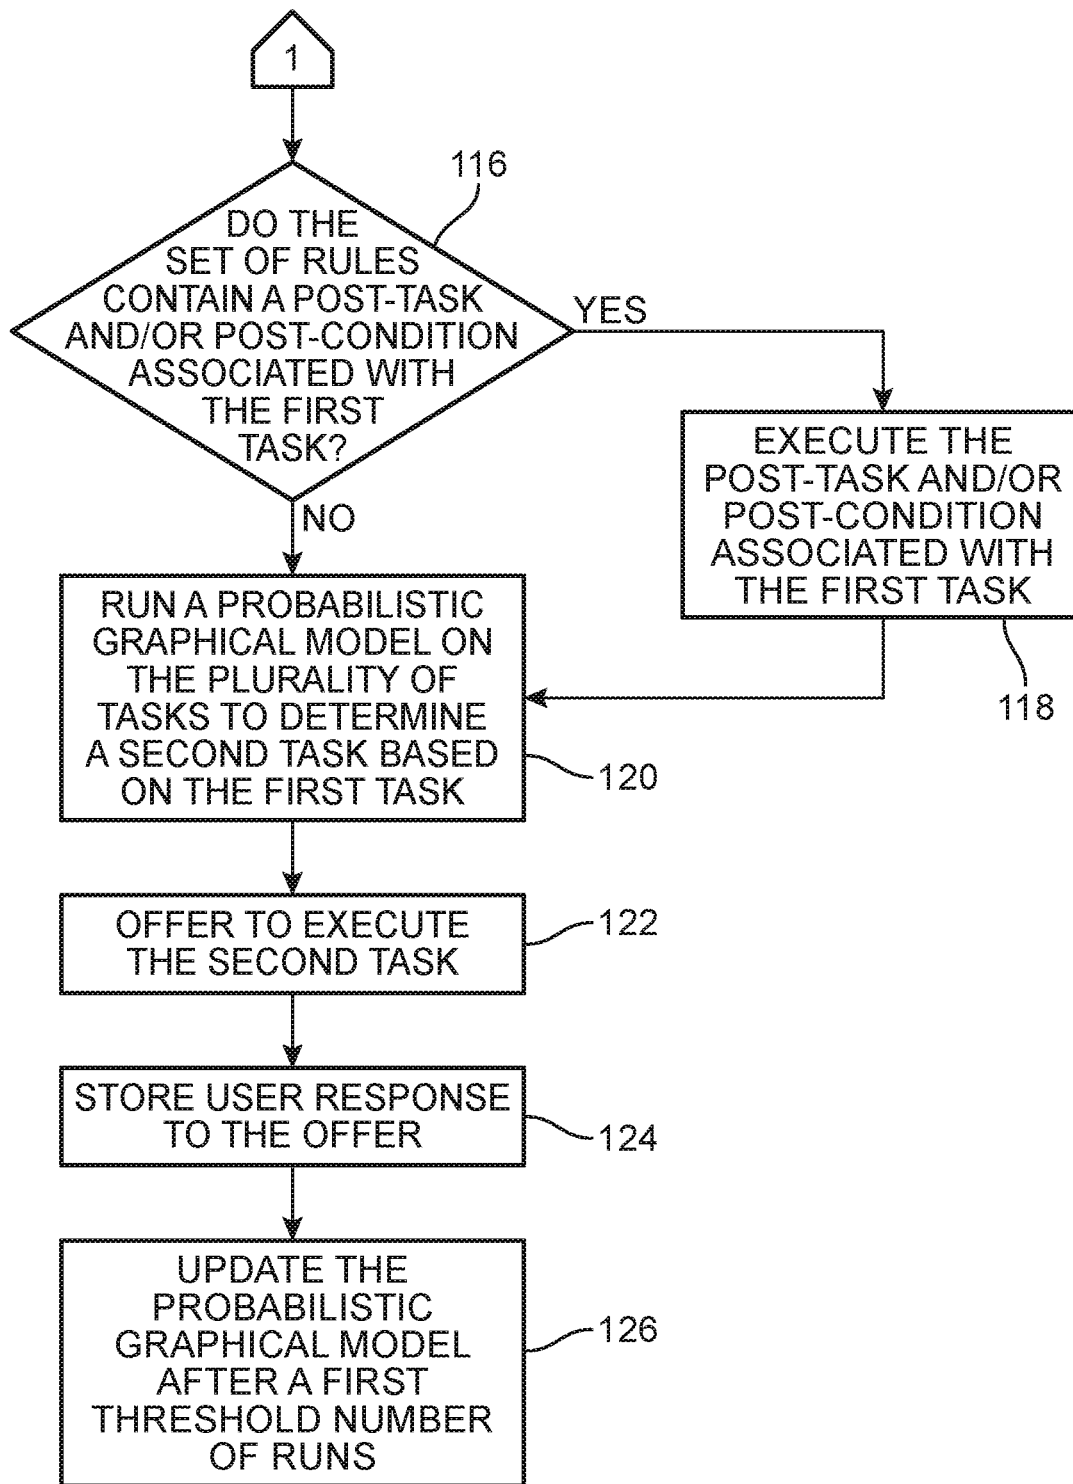 1
116
DO THE
SET OF RULES
CONTAIN A POST-TASK
AND/OR POST-CONDITION
ASSOCIATED WITH
THE FIRST
TASK?
YES
NO
EXECUTE THE
POST-TASK AND/OR
POST-CONDITION
ASSOCIATED WITH
THE FIRST TASK
118
RUN A PROBABILISTIC
GRAPHICAL MODEL ON
THE PLURALITY OF
TASKS TO DETERMINE
A SECOND TASK BASED
ON THE FIRST TASK
120
OFFER TO EXECUTE
THE SECOND TASK
122
STORE USER RESPONSE
TO THE OFFER
124
UPDATE THE
PROBABILISTIC
GRAPHICAL MODEL
AFTER A FIRST
THRESHOLD NUMBER
OF RUNS
126